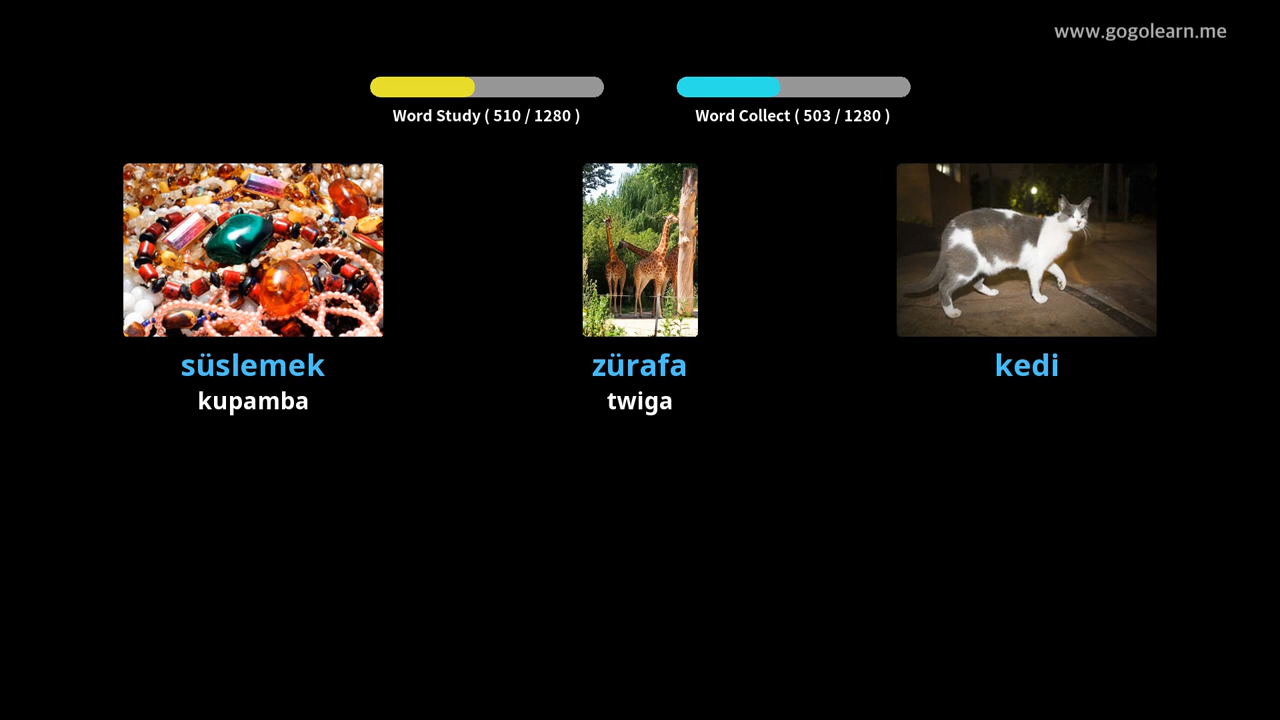 www.gogolearn.me
Word Study ( 510 / 1280 )
Word Collect ( 503 / 1280 )
süslemek
kupamba
zürafa
twiga
kedi